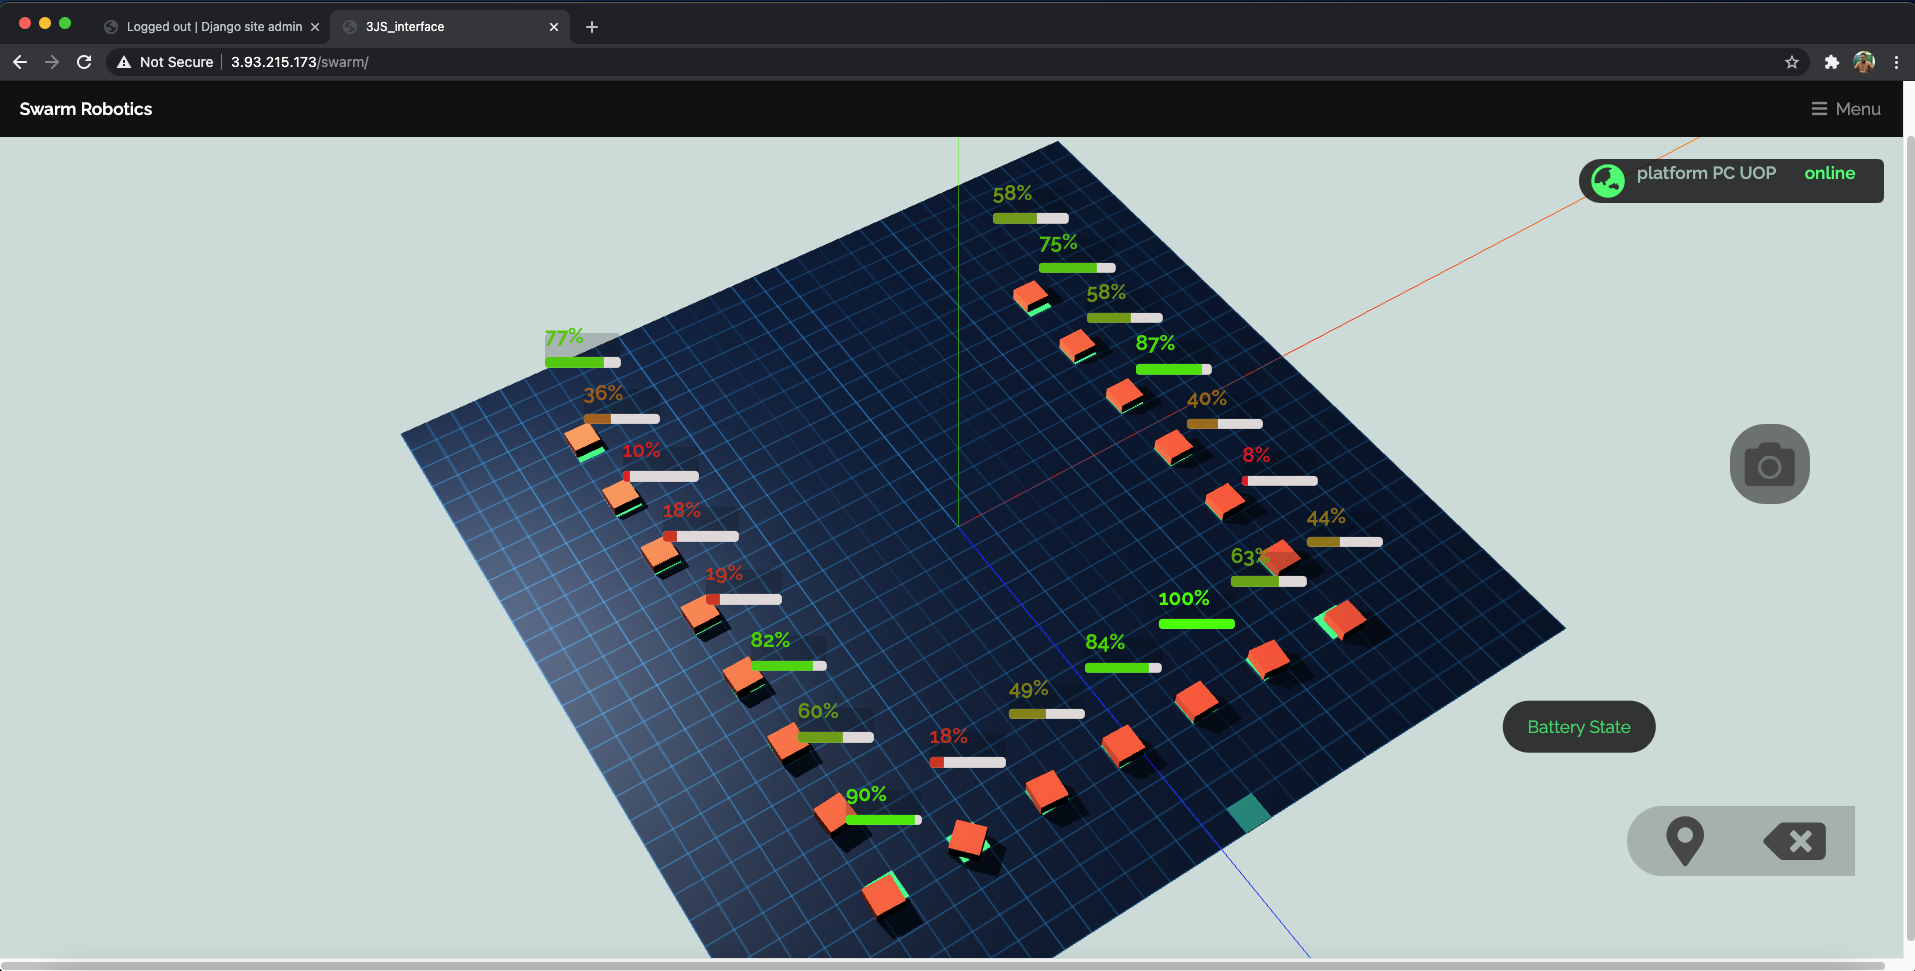 Logged out | Django site admin
3JS_interface
Not Secure
3.93.215.173/swarm/
Swarm Robotics
Menu
platform PC UOP online
58%
75%
58%
87%
77%
36%
40%
10%
8%
18%
44%
63%
19%
100%
82%
84%
49%
60%
18%
Battery State
90%